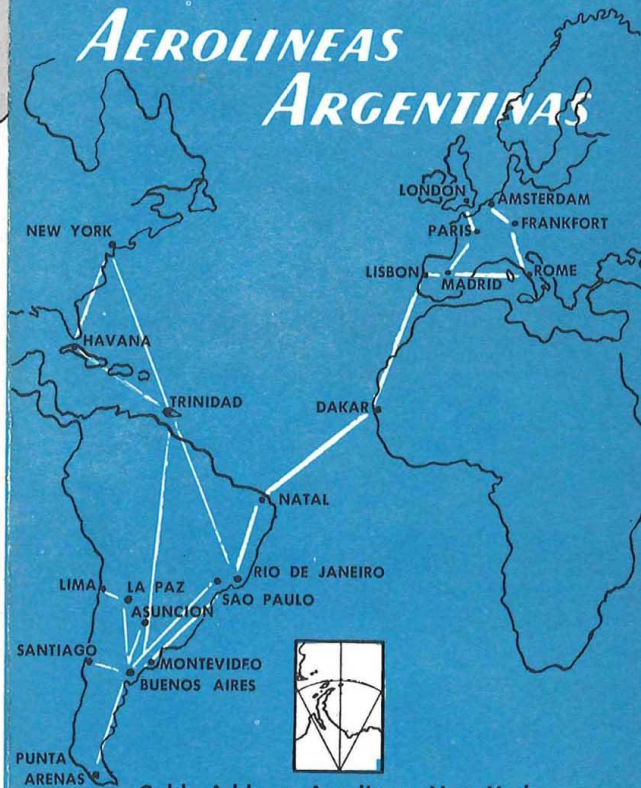 AEROLINEAS
ARGENTINAS
LONDON
AMSTERDAM
PARIS
FRANKFORT
NEW YORK
LISBON
MADRID
ROME
HAVANA
TRINIDAD
DAKAR
NATAL
RIO DE JANEIRO
LIMA
LA PAZ
SAO PAULO
ASUNCION
SANTIAGO
MONTEVIDEO
BUENOS AIRES
PUNTA
ARENAS